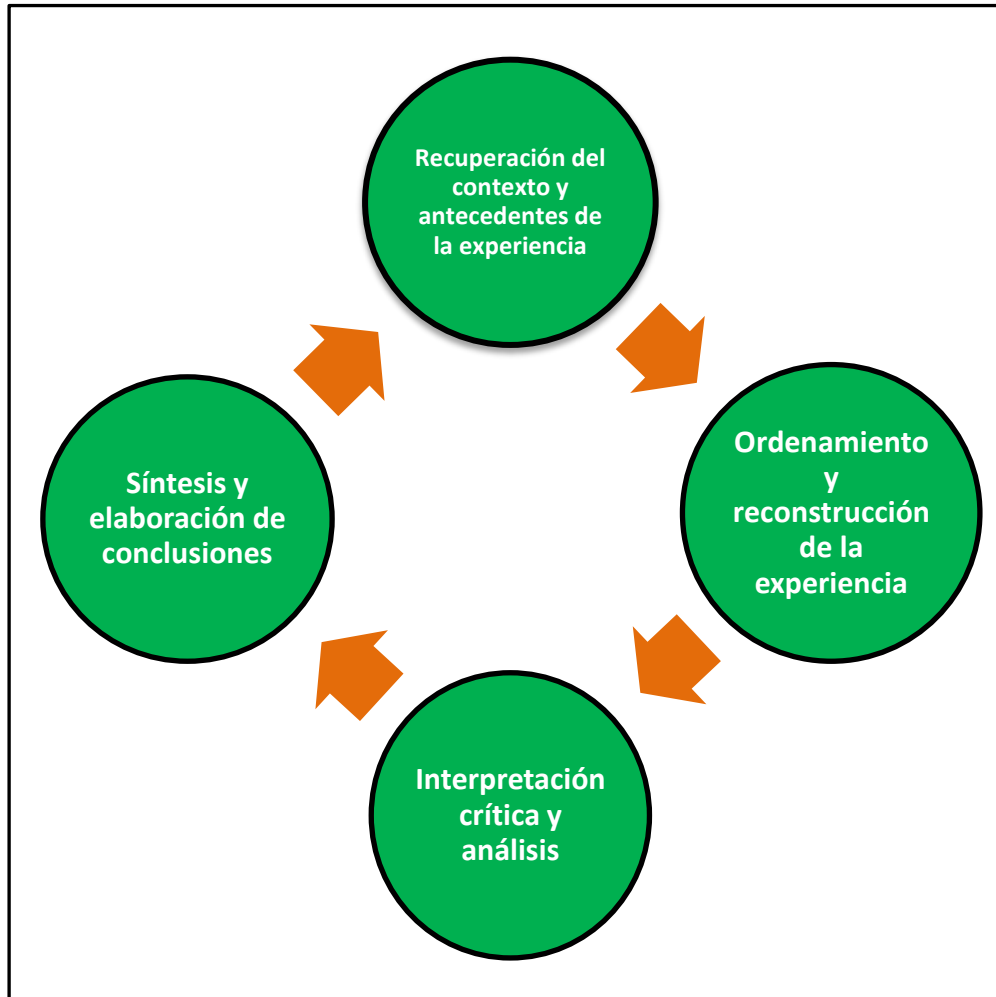 Recuperación del
contexto y
antecedentes de
la experiencia
Ordenamiento
y
reconstrucción
de la
experiencia
Interpretación
crítica y
análisis
Síntesis y
elaboración de
conclusiones